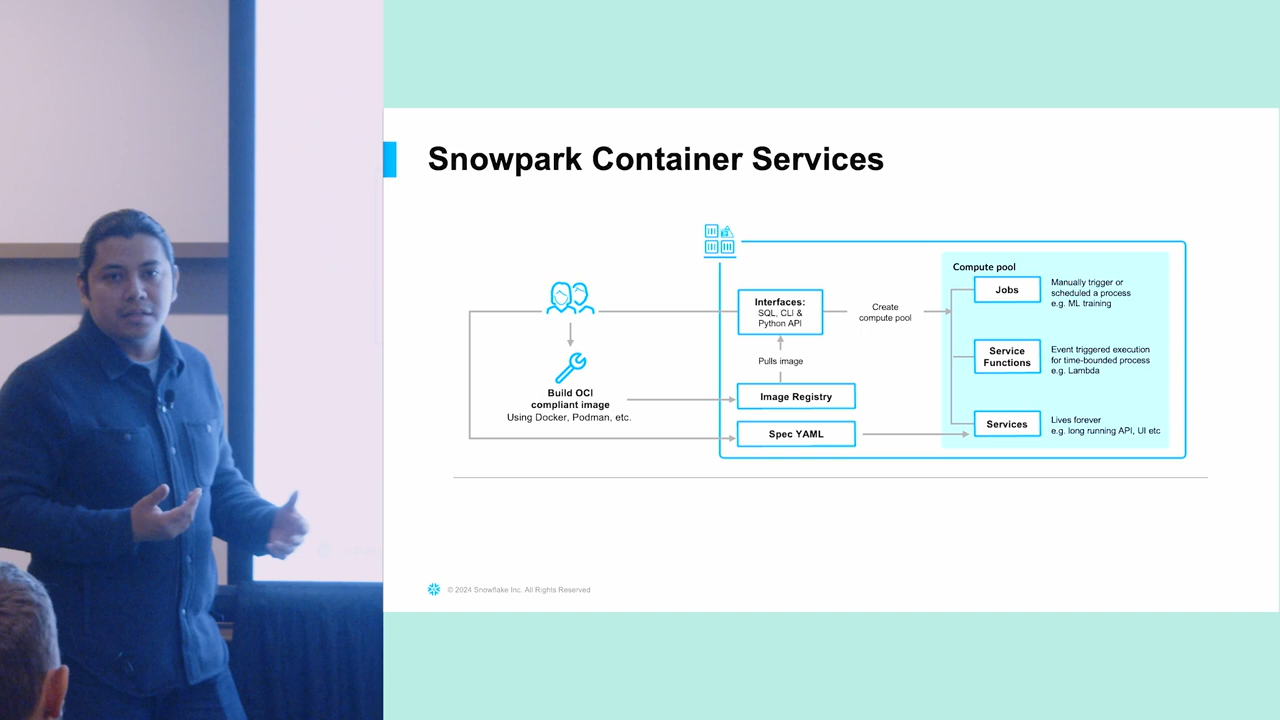 Snowpark Container Services
Compute pool
Jobs
Manually trigger or
scheduled a process
e.g. ML training
Interfaces:
SQL, CLI &
Python API
Create
compute pool
Service
Functions
Event triggered execution
for time-bounded process
e.g. Lambda
Pulls image
Build OCI
compliant image
Using Docker, Podman, etc.
Image Registry
Spec YAML
Services
Lives forever
e.g. long running API, UI etc
© 2024 Snowflake Inc. All Rights Reserved